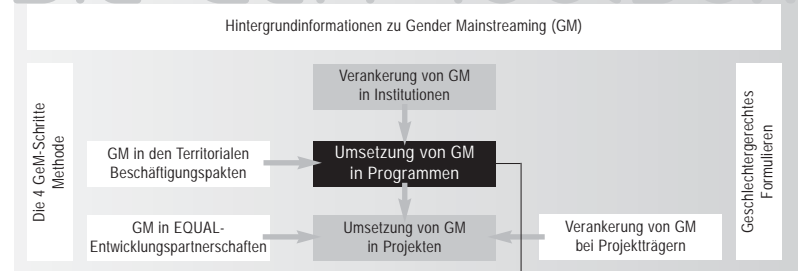 Hintergrundinformationen zu Gender Mainstreaming (GM)
Verankerung von GM
in Institutionen
Die 4 GeM-Schritte
Methode
GM in den Territorialen
Beschäftigungspakten
Umsetzung von GM
in Programmen
Geschlechtergerechtes
Formulieren
GM in EQUAL-
Entwicklungspartnerschaften
Umsetzung von GM
in Projekten
Verankerung von GM
bei Projektträgern